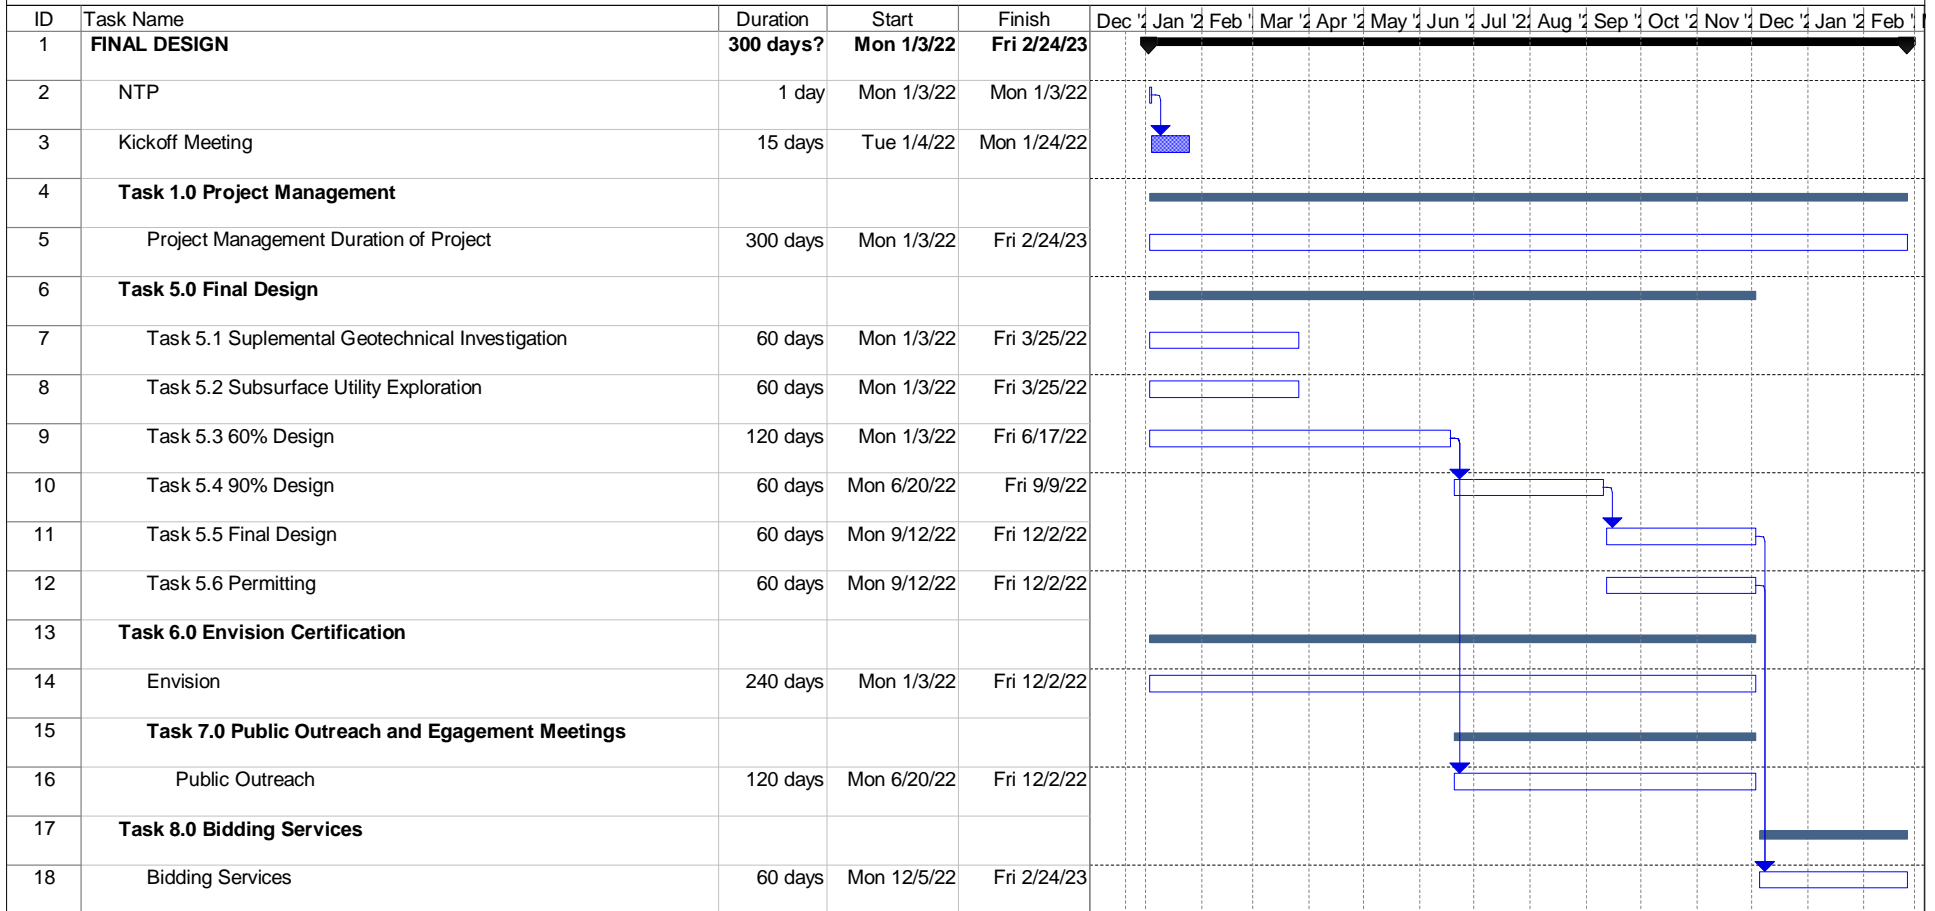 ID Task Name Duration Start Finish Dec '2 Jan '2 Feb ' Mar '2 Apr '2 May '2 Jun '2 Jul '2 Aug '2 Sep '2 Oct '2 Nov '2 Dec '2 Jan '2 Feb '
1 FINAL DESIGN 300 days? Mon 1/3/22 Fri 2/24/23
2 NTP 1 day Mon 1/3/22 Mon 1/3/22
3 Kickoff Meeting 15 days Tue 1/4/22 Mon 1/24/22
4 Task 1.0 Project Management
5 Project Management Duration of Project 300 days Mon 1/3/22 Fri 2/24/23
6 Task 5.0 Final Design
7 Task 5.1 Suplemental Geotechnical Investigation 60 days Mon 1/3/22 Fri 3/25/22
8 Task 5.2 Subsurface Utility Exploration 60 days Mon 1/3/22 Fri 3/25/22
9 Task 5.3 60% Design 120 days Mon 1/3/22 Fri 6/17/22
10 Task 5.4 90% Design 60 days Mon 6/20/22 Fri 9/9/22
11 Task 5.5 Final Design 60 days Mon 9/12/22 Fri 12/2/22
12 Task 5.6 Permitting 60 days Mon 9/12/22 Fri 12/2/22
13 Task 6.0 Envision Certification
14 Envision 240 days Mon 1/3/22 Fri 12/2/22
15 Task 7.0 Public Outreach and Egagement Meetings
16 Public Outreach 120 days Mon 6/20/22 Fri 12/2/22
17 Task 8.0 Bidding Services
18 Bidding Services 60 days Mon 12/5/22 Fri 2/24/23